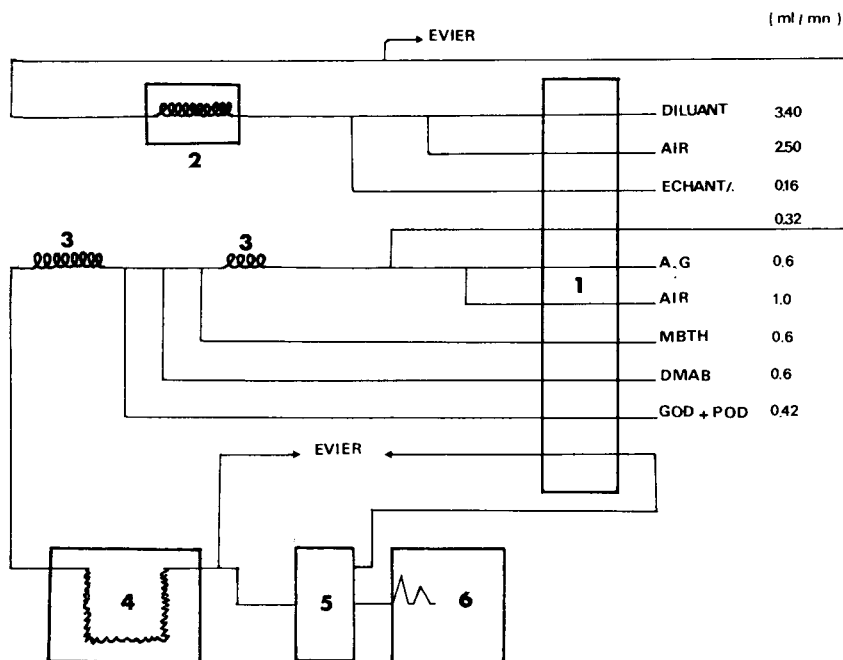 ( ml / mn )
EVIER
DILUANT 3.40
2
AIR 2.50
ECHANT/. 0.16
0.32
3 3
A.G 0.6
1
AIR 1.0
MBTH 0.6
DMAB 0.6
GOD + POD 0.42
EVIER
4 5 6